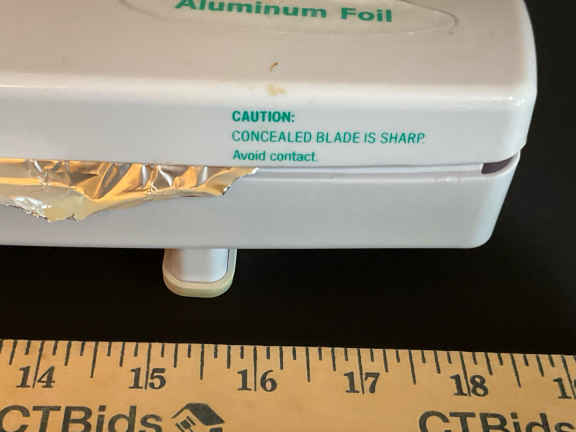 Aluminum Foil
CAUTION:
CONCEALED BLADE IS SHARP.
Avoid contact.
14 15 16 17 18
CTBids CTBids